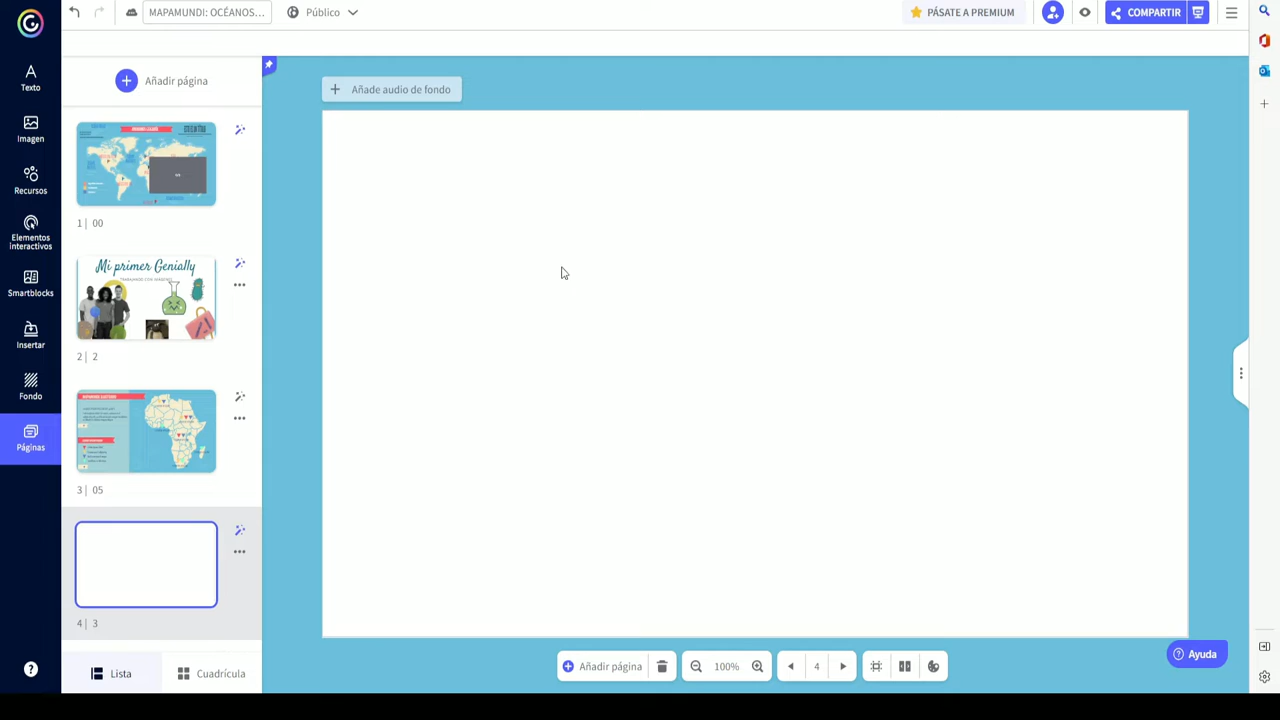 MAPAMUNDI: OCÉANOS...
Público
PÁSATE A PREMIUM
COMPARTIR
Texto
Imagen
Recursos
Elementos
interactivos
Smartblocks
Insertar
Fondo
Páginas
Añadir página
1 | 00
Mi primer Genially
2 | 2
3 | 05
4 | 3
Lista
Cuadrícula
Añade audio de fondo
Añadir página
100%
4
Ayuda